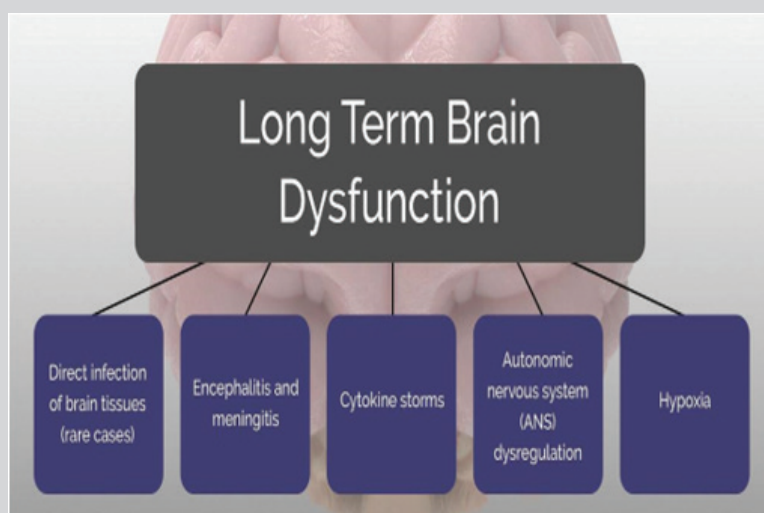 Long Term Brain
Dysfunction
Direct infection
of brain tissues
(rare cases)
Encephalitis and
meningitis
Cytokine storms
Autonomic
nervous system
(ANS)
dysregulation
Hypoxia